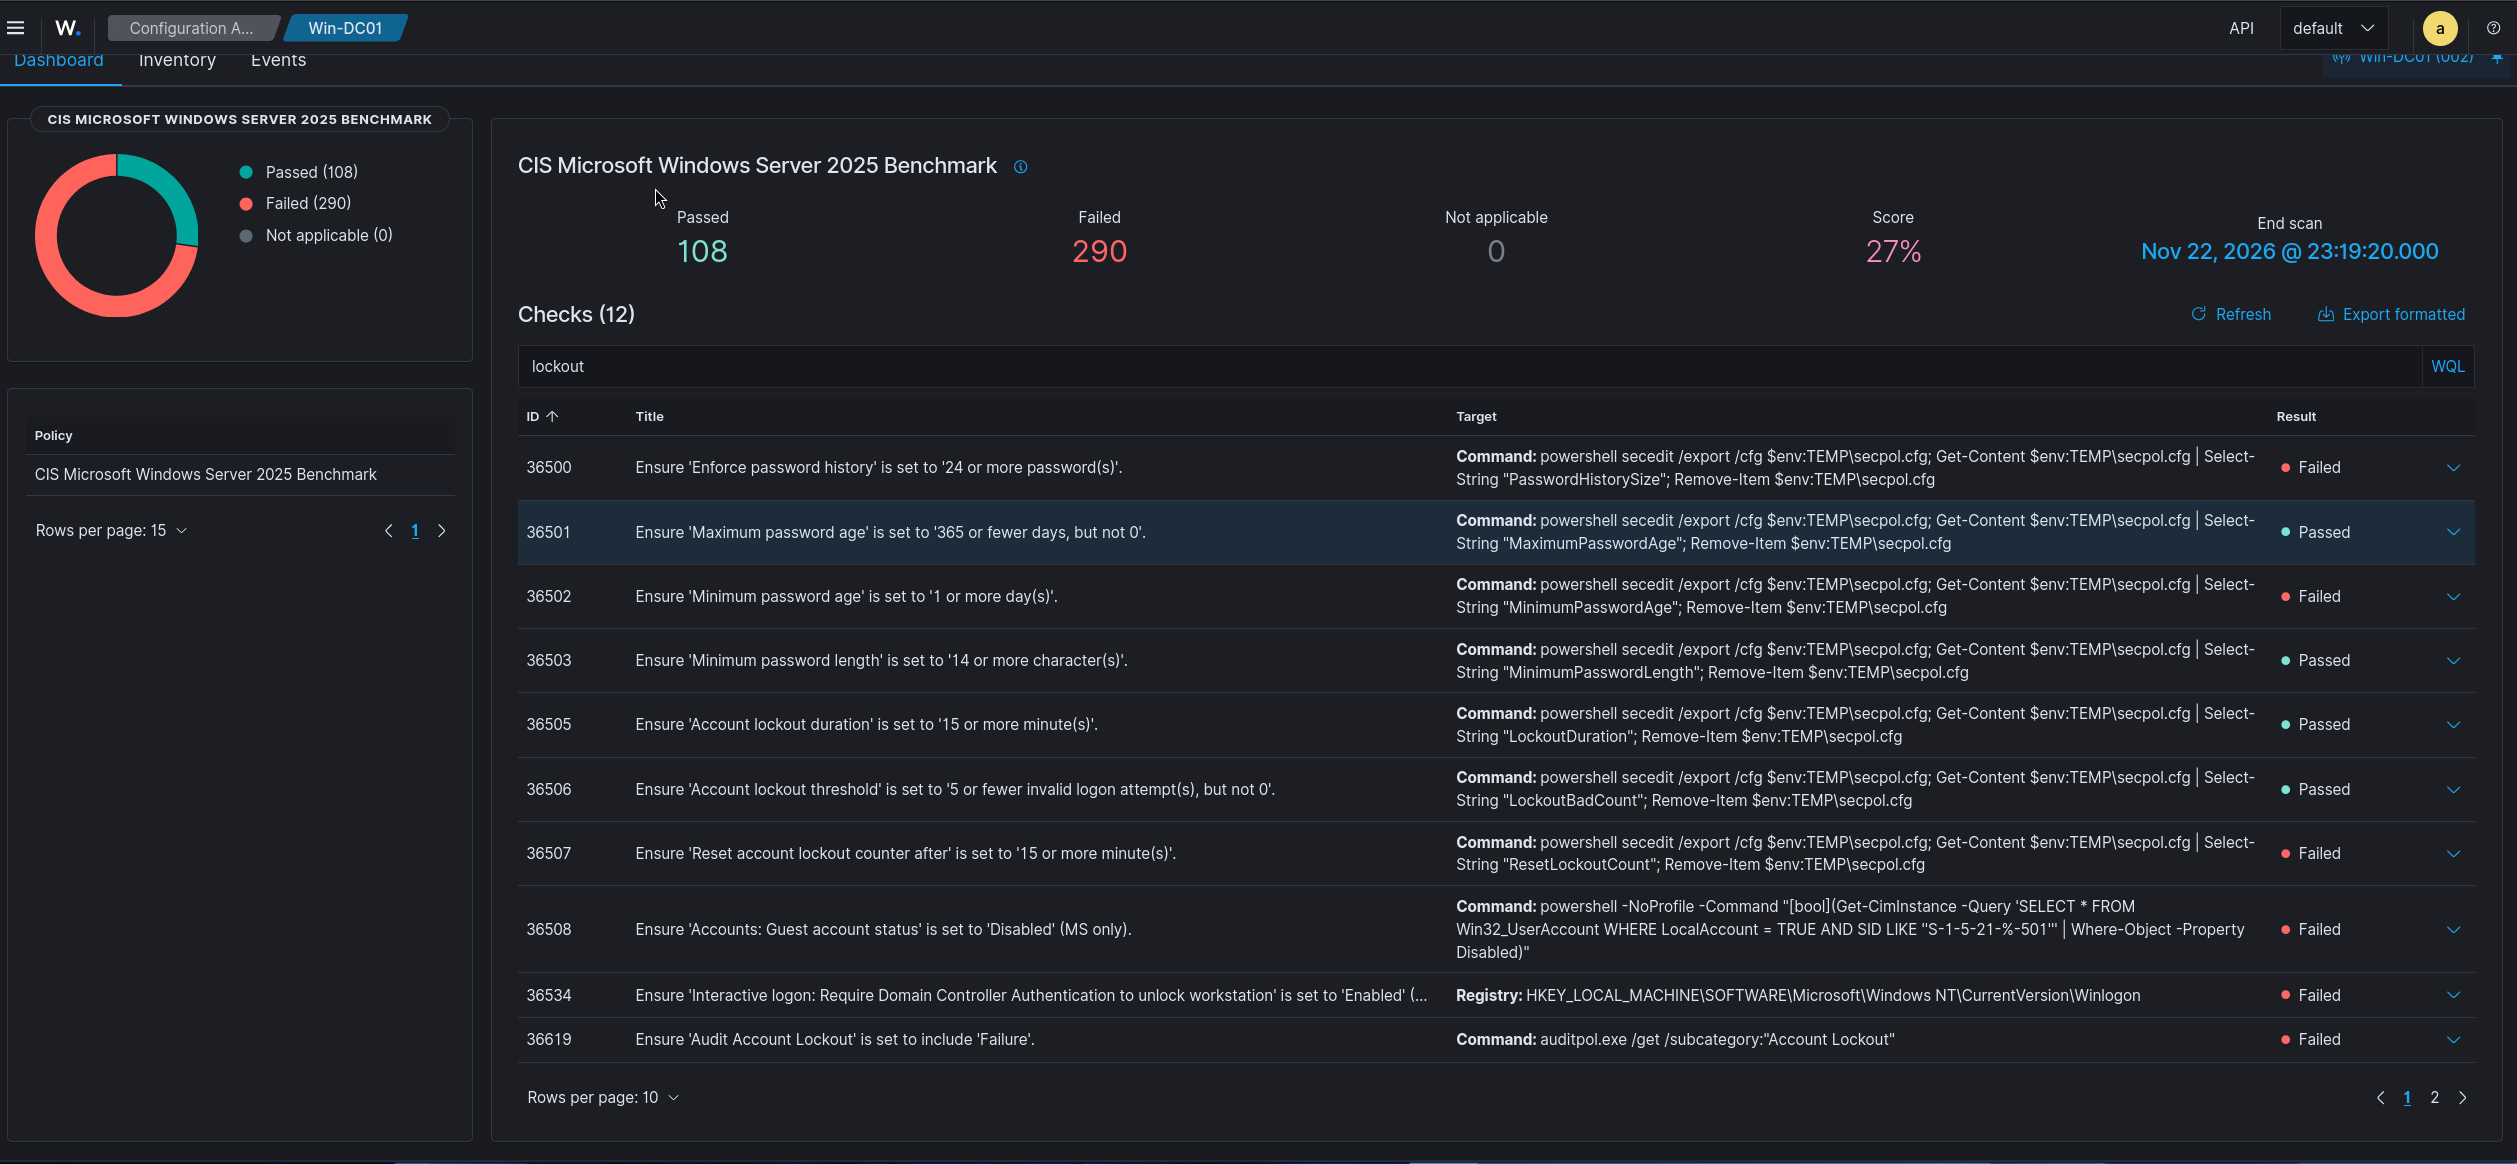 W.
Configuration A...
Win-DC01
API
default
a
Dashboard
Inventory
Events
Win-DC01 (002)
CIS MICROSOFT WINDOWS SERVER 2025 BENCHMARK
Passed (108)
Failed (290)
Not applicable (0)
Policy
CIS Microsoft Windows Server 2025 Benchmark
Rows per page: 15
1
CIS Microsoft Windows Server 2025 Benchmark
Passed
108
Failed
290
Not applicable
0
Score
27%
End scan
Nov 22, 2026 @ 23:19:20.000
Checks (12)
Refresh
Export formatted
lockout
WQL
ID
Title
Target
Result
36500
Ensure 'Enforce password history' is set to '24 or more password(s)'.
Command: powershell secedit /export /cfg $env:TEMP\secpol.cfg; Get-Content $env:TEMP\secpol.cfg | Select-
String "PasswordHistorySize"; Remove-Item $env:TEMP\secpol.cfg
Failed
36501
Ensure 'Maximum password age' is set to '365 or fewer days, but not 0'.
Command: powershell secedit /export /cfg $env:TEMP\secpol.cfg; Get-Content $env:TEMP\secpol.cfg | Select-
String "MaximumPasswordAge"; Remove-Item $env:TEMP\secpol.cfg
Passed
36502
Ensure 'Minimum password age' is set to '1 or more day(s)'.
Command: powershell secedit /export /cfg $env:TEMP\secpol.cfg; Get-Content $env:TEMP\secpol.cfg | Select-
String "MinimumPasswordAge"; Remove-Item $env:TEMP\secpol.cfg
Failed
36503
Ensure 'Minimum password length' is set to '14 or more character(s)'.
Command: powershell secedit /export /cfg $env:TEMP\secpol.cfg; Get-Content $env:TEMP\secpol.cfg | Select-
String "MinimumPasswordLength"; Remove-Item $env:TEMP\secpol.cfg
Passed
36505
Ensure 'Account lockout duration' is set to '15 or more minute(s)'.
Command: powershell secedit /export /cfg $env:TEMP\secpol.cfg; Get-Content $env:TEMP\secpol.cfg | Select-
String "LockoutDuration"; Remove-Item $env:TEMP\secpol.cfg
Passed
36506
Ensure 'Account lockout threshold' is set to '5 or fewer invalid logon attempt(s), but not 0'.
Command: powershell secedit /export /cfg $env:TEMP\secpol.cfg; Get-Content $env:TEMP\secpol.cfg | Select-
String "LockoutBadCount"; Remove-Item $env:TEMP\secpol.cfg
Passed
36507
Ensure 'Reset account lockout counter after' is set to '15 or more minute(s)'.
Command: powershell secedit /export /cfg $env:TEMP\secpol.cfg; Get-Content $env:TEMP\secpol.cfg | Select-
String "ResetLockoutCount"; Remove-Item $env:TEMP\secpol.cfg
Failed
36508
Ensure 'Accounts: Guest account status' is set to 'Disabled' (MS only).
Command: powershell -NoProfile -Command "[bool](Get-CimInstance -Query 'SELECT * FROM
Win32_UserAccount WHERE LocalAccount = TRUE AND SID LIKE "S-1-5-21-%-501"' | Where-Object -Property
Disabled)"
Failed
36534
Ensure 'Interactive logon: Require Domain Controller Authentication to unlock workstation' is set to 'Enabled' (...
Registry: HKEY_LOCAL_MACHINE\SOFTWARE\Microsoft\Windows NT\CurrentVersion\Winlogon
Failed
36619
Ensure 'Audit Account Lockout' is set to include 'Failure'.
Command: auditpol.exe /get /subcategory:"Account Lockout"
Failed
Rows per page: 10
1
2